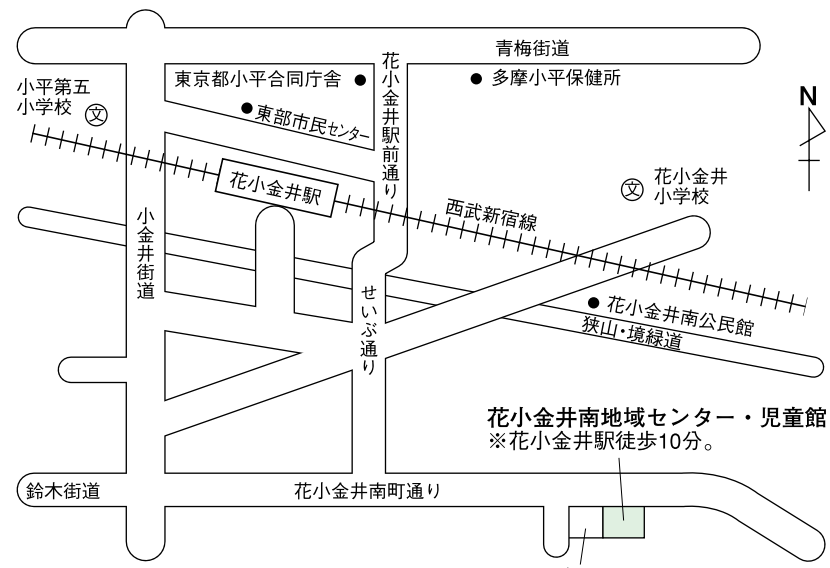 青梅街道
東京都小平合同庁舎
多摩小平保健所
小平第五
小学校
文
東部市民センター
花小金井駅前通り
N
花小金井駅
西武新宿線
文
花小金井
小学校
小金井街道
せいぶ通り
花小金井南公民館
狭山・境緑道
花小金井南地域センター・児童館
※花小金井駅徒歩10分。
鈴木街道
花小金井南町通り